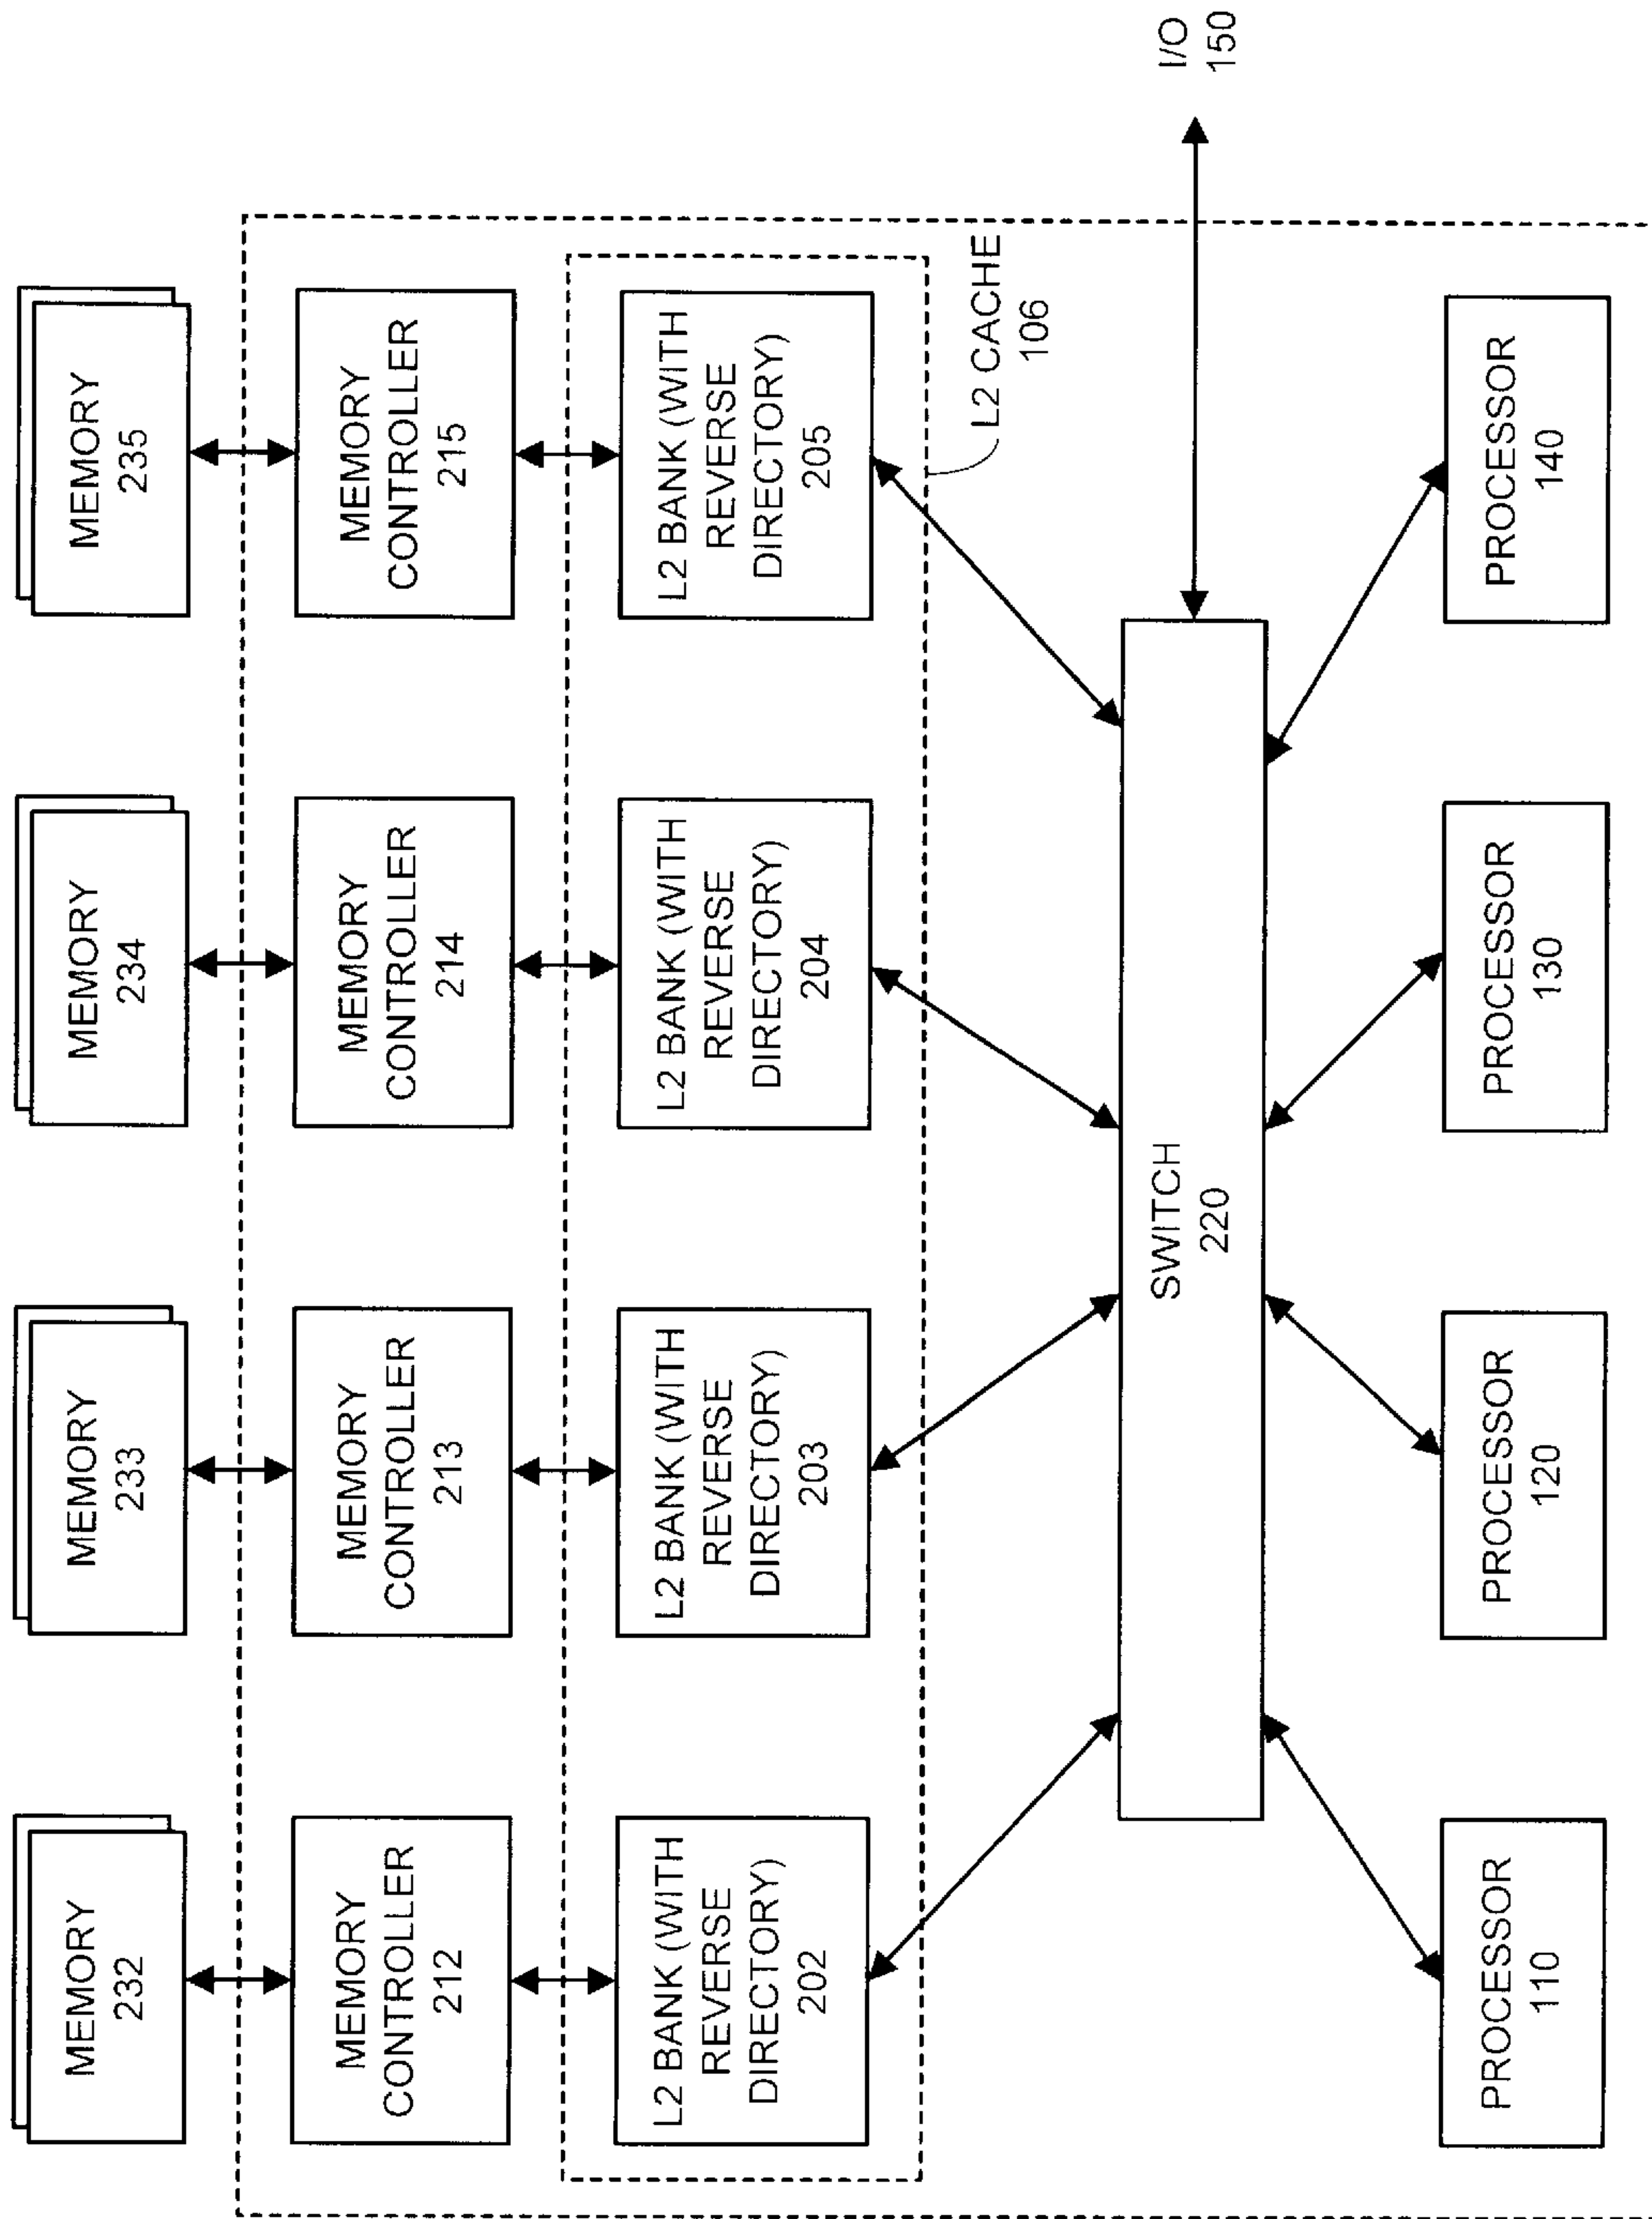 MEMORY
232
MEMORY
233
MEMORY
234
MEMORY
235
MEMORY
CONTROLLER
212
MEMORY
CONTROLLER
213
MEMORY
CONTROLLER
214
MEMORY
CONTROLLER
215
L2 BANK (WITH
REVERSE
DIRECTORY)
202
L2 BANK (WITH
REVERSE
DIRECTORY)
203
L2 BANK (WITH
REVERSE
DIRECTORY)
204
L2 BANK (WITH
REVERSE
DIRECTORY)
205
L2 CACHE
106
SWITCH
220
I/O
150
PROCESSOR
110
PROCESSOR
120
PROCESSOR
130
PROCESSOR
140